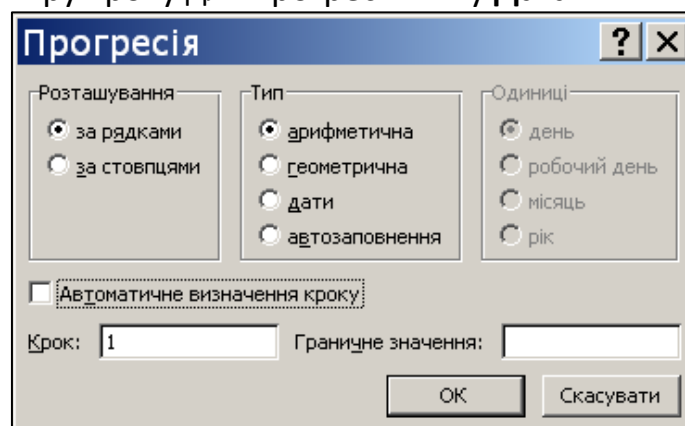 Прогресія
Розташування
за рядками
за стовпцями
Тип
арифметична
геометрична
дати
автозаповнення
Одиниці
день
робочий день
місяць
рік
Автоматичне визначення кроку
Крок: 1
Граничне значення:
ОК
Скасувати